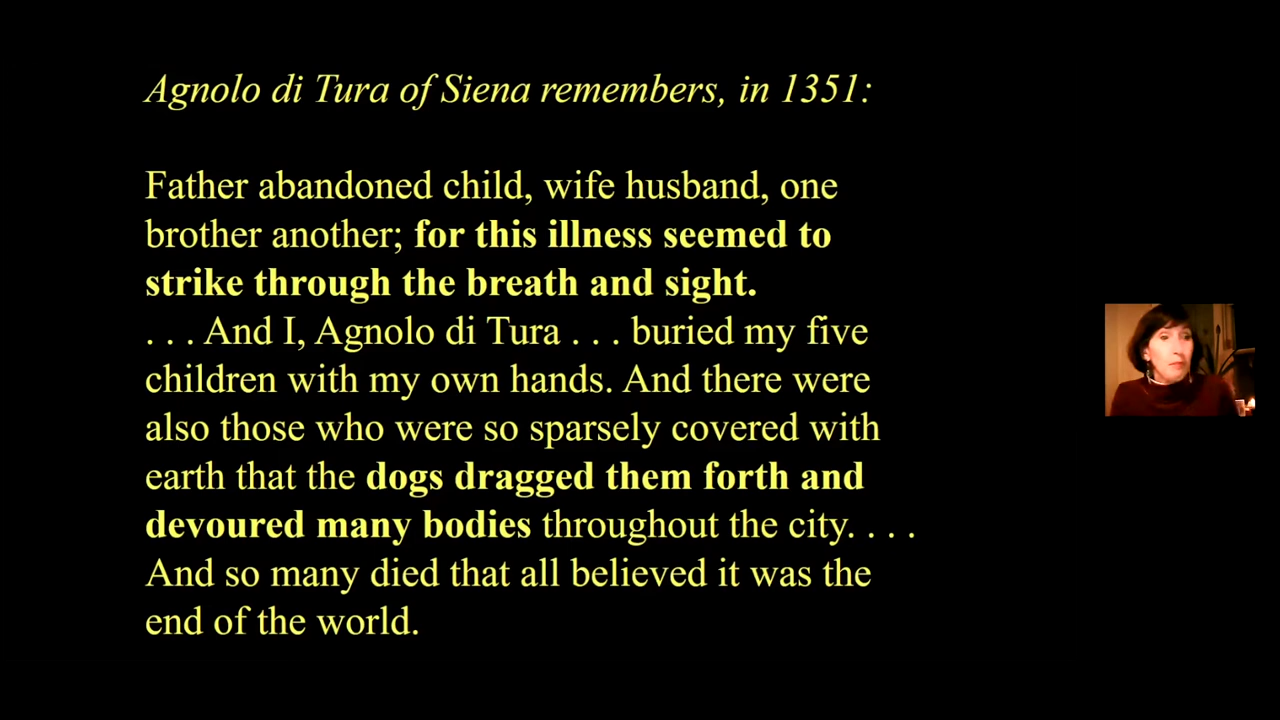 Agnolo di Tura of Siena remembers, in 1351:
Father abandoned child, wife husband, one
brother another; for this illness seemed to
strike through the breath and sight.
. . . And I, Agnolo di Tura . . . buried my five
children with my own hands. And there were
also those who were so sparsely covered with
earth that the dogs dragged them forth and
devoured many bodies throughout the city. . . .
And so many died that all believed it was the
end of the world.